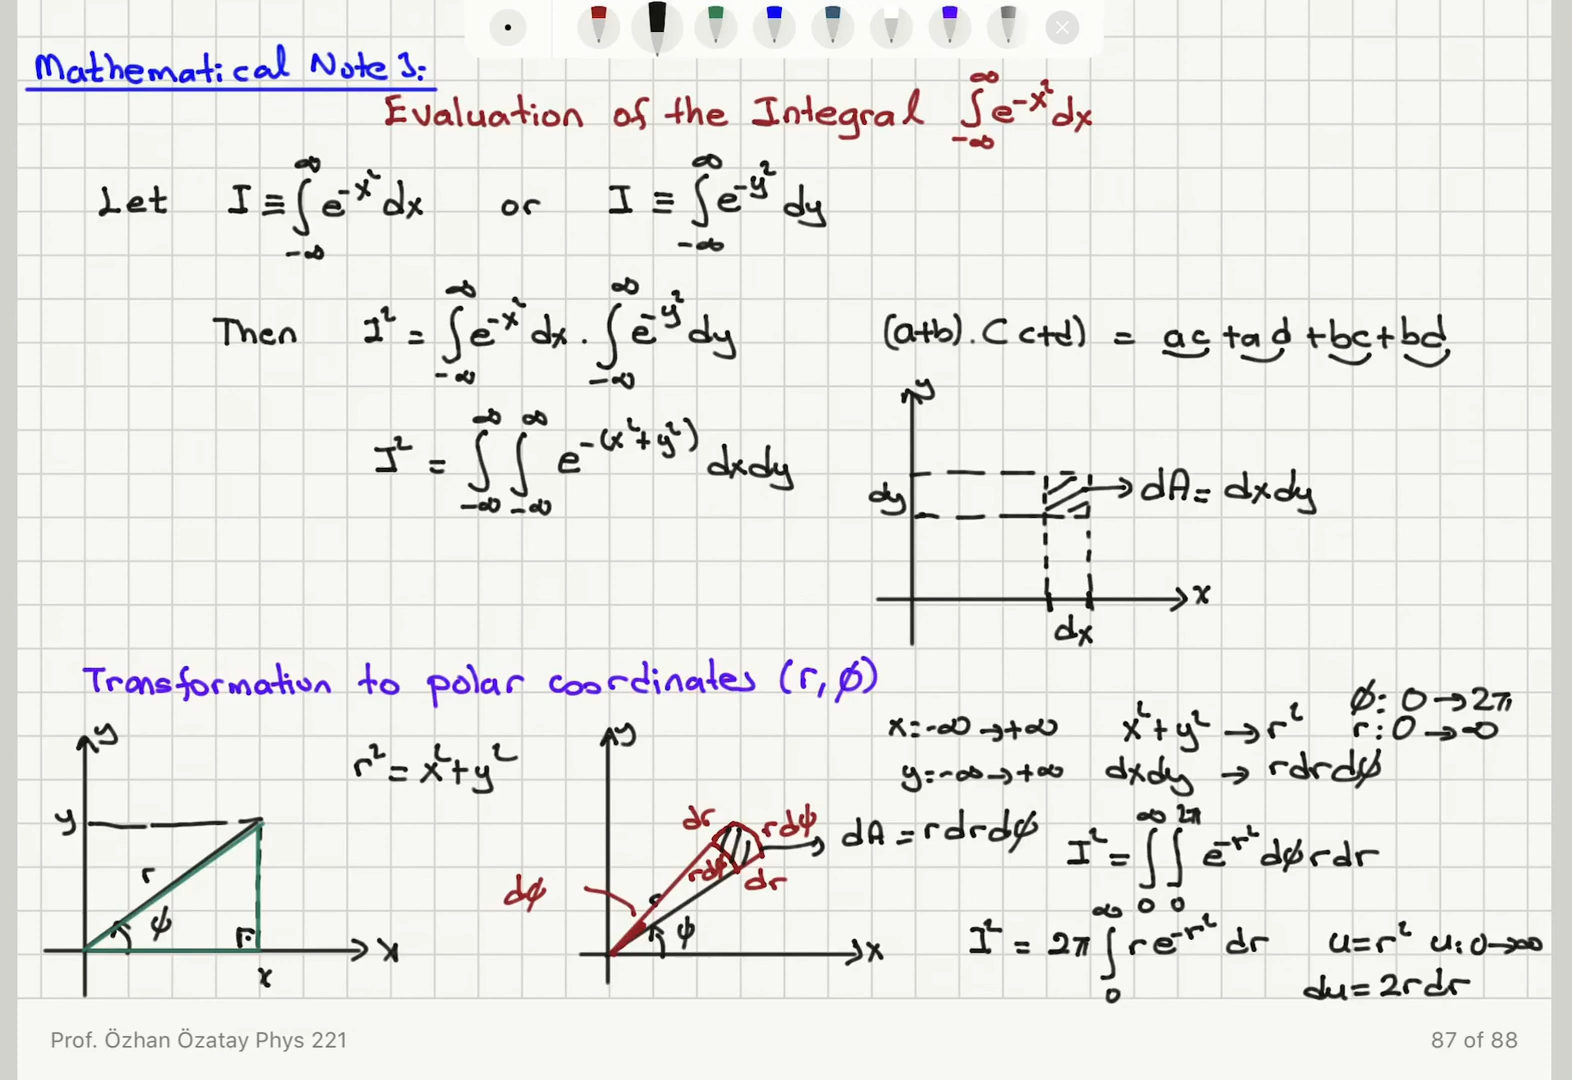 Mathematical Note 3:
Evaluation of the Integral ∫_{-∞}^{∞} e^{-x²} dx
Let I ≡ ∫_{-∞}^{∞} e^{-x²} dx or I ≡ ∫_{-∞}^{∞} e^{-y²} dy
Then I² = ∫_{-∞}^{∞} e^{-x²} dx . ∫_{-∞}^{∞} e^{-y²} dy
(a+b).(c+d) = ac+ad+bc+bd
I² = ∫_{-∞}^{∞} ∫_{-∞}^{∞} e^{-(x²+y²)} dxdy
y
dy
dA = dxdy
x
dx
Transformation to polar coordinates (r,ϕ)
y
r² = x²+y²
y
r
ϕ
x
x
y
dr
rdϕ
dA = rdrdϕ
rdϕ
dr
dϕ
r
ϕ
x
ϕ: 0→2π
x=-∞→+∞ x²+y² → r² r: 0→∞
y=-∞→+∞ dxdy → rdrdϕ
I² = ∫_{0}^{∞} ∫_{0}^{2π} e^{-r²} dϕ rdr
I² = 2π ∫_{0}^{∞} r e^{-r²} dr u=r² u: 0→∞
du = 2rdr
Prof. Özhan Özatay Phys 221
87 of 88